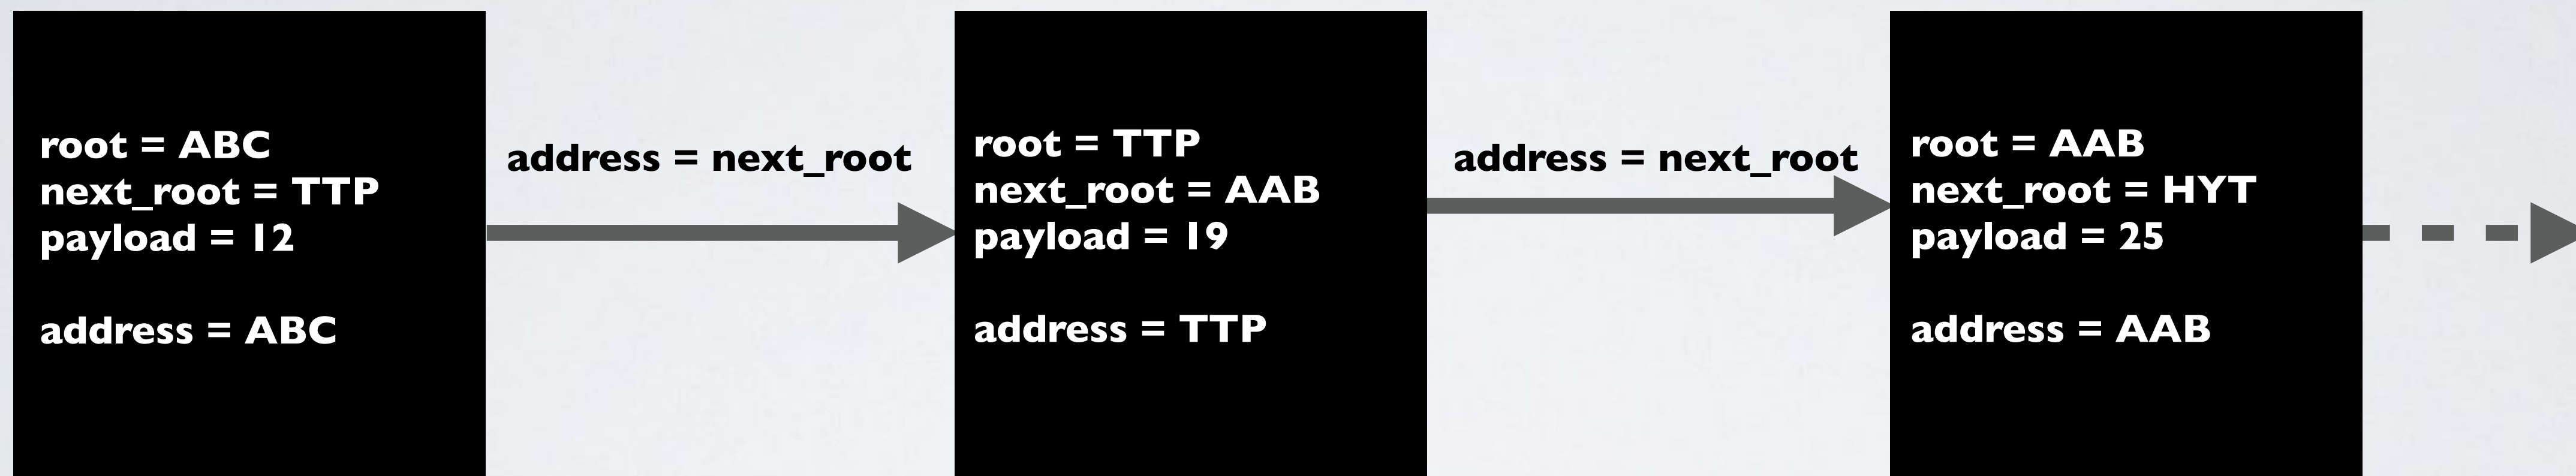 root = ABC
next_root = TTP
payload = 12
address = ABC
address = next_root
root = TTP
next_root = AAB
payload = 19
address = TTP
address = next_root
root = AAB
next_root = HYT
payload = 25
address = AAB